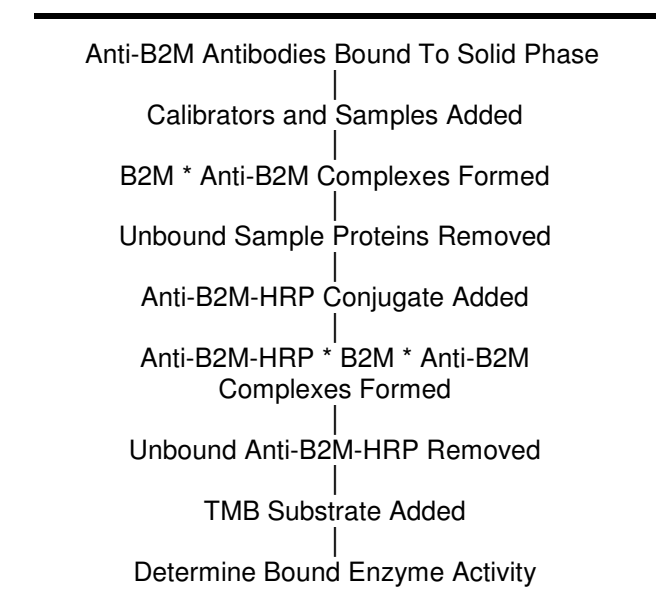 Anti-B2M Antibodies Bound To Solid Phase
Calibrators and Samples Added
B2M * Anti-B2M Complexes Formed
Unbound Sample Proteins Removed
Anti-B2M-HRP Conjugate Added
Anti-B2M-HRP * B2M * Anti-B2M
Complexes Formed
Unbound Anti-B2M-HRP Removed
TMB Substrate Added
Determine Bound Enzyme Activity